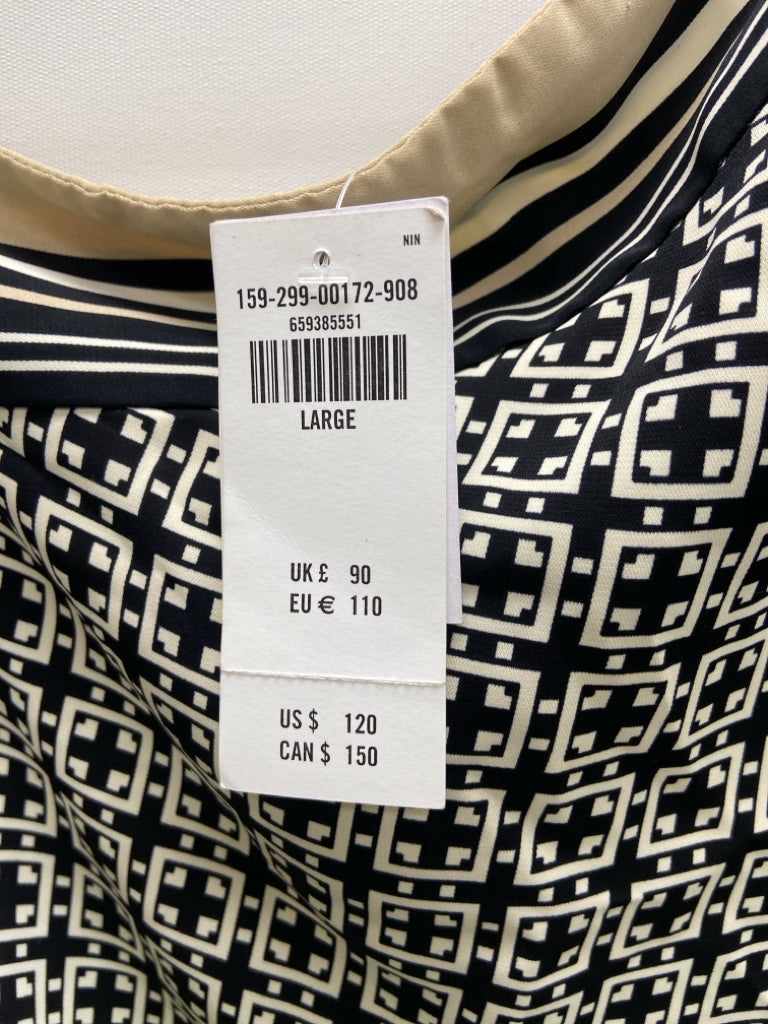 NIN
159-299-00172-908
659385551
LARGE
UK £ 90
EU € 110
US $ 120
CAN $ 150